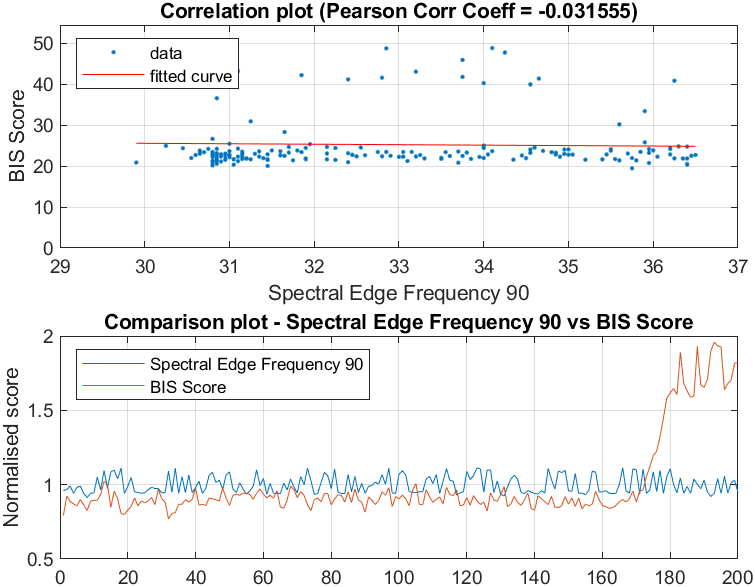 Correlation plot (Pearson Corr Coeff = -0.031555)
50
40
30
20
10
0
BIS Score
data
fitted curve
29 30 31 32 33 34 35 36 37
Spectral Edge Frequency 90
Comparison plot - Spectral Edge Frequency 90 vs BIS Score
2
1.5
1
0.5
Normalised score
Spectral Edge Frequency 90
BIS Score
0 20 40 60 80 100 120 140 160 180 200